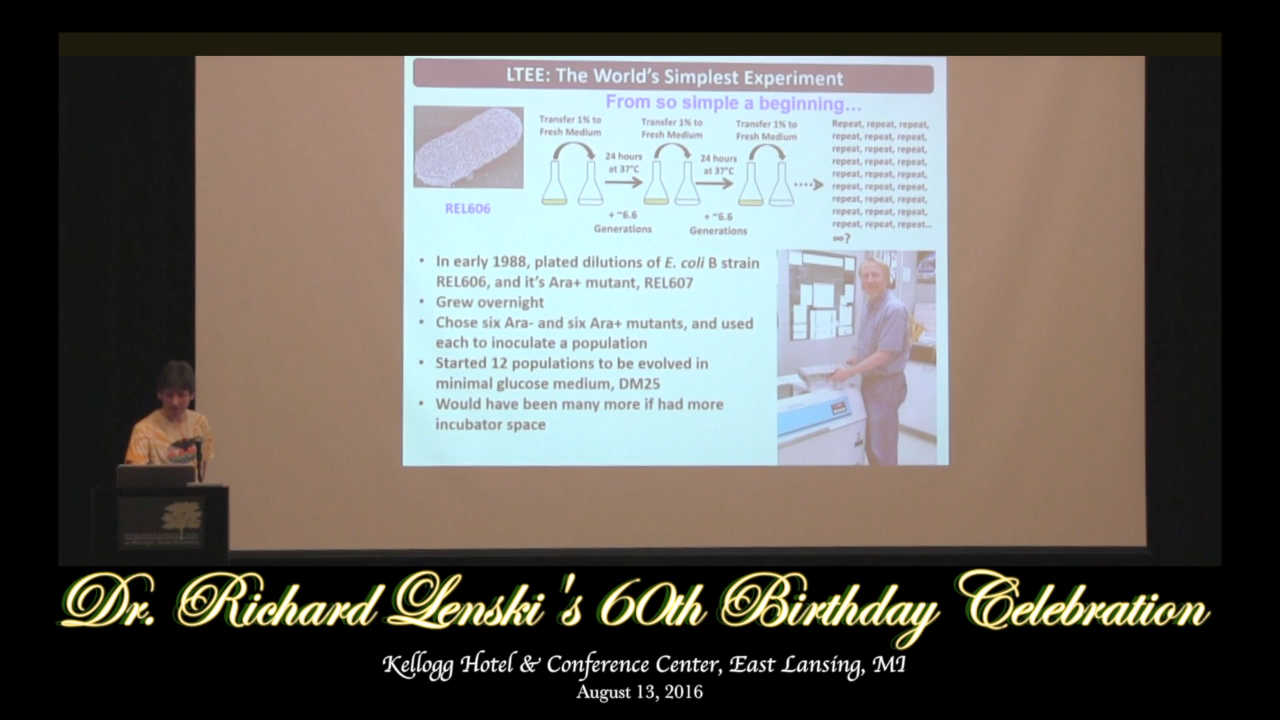 LTEE: The World's Simplest Experiment
From so simple a beginning...
Transfer 1% to
Fresh Medium
Transfer 1% to
Fresh Medium
Transfer 1% to
Fresh Medium
24 hours
at 37°C
24 hours
at 37°C
+ ~6.6
Generations
+ ~6.6
Generations
Repeat, repeat, repeat,
repeat, repeat, repeat,
repeat, repeat, repeat,
repeat, repeat, repeat,
repeat, repeat, repeat,
repeat, repeat, repeat,
repeat, repeat, repeat,
repeat, repeat, repeat,
repeat, repeat, repeat...
∞?
REL606
• In early 1988, plated dilutions of E. coli B strain
REL606, and it's Ara+ mutant, REL607
• Grew overnight
• Chose six Ara- and six Ara+ mutants, and used
each to inoculate a population
• Started 12 populations to be evolved in
minimal glucose medium, DM25
• Would have been many more if had more
incubator space
Dr. Richard Lenski's 60th Birthday Celebration
Kellogg Hotel & Conference Center, East Lansing, MI
August 13, 2016